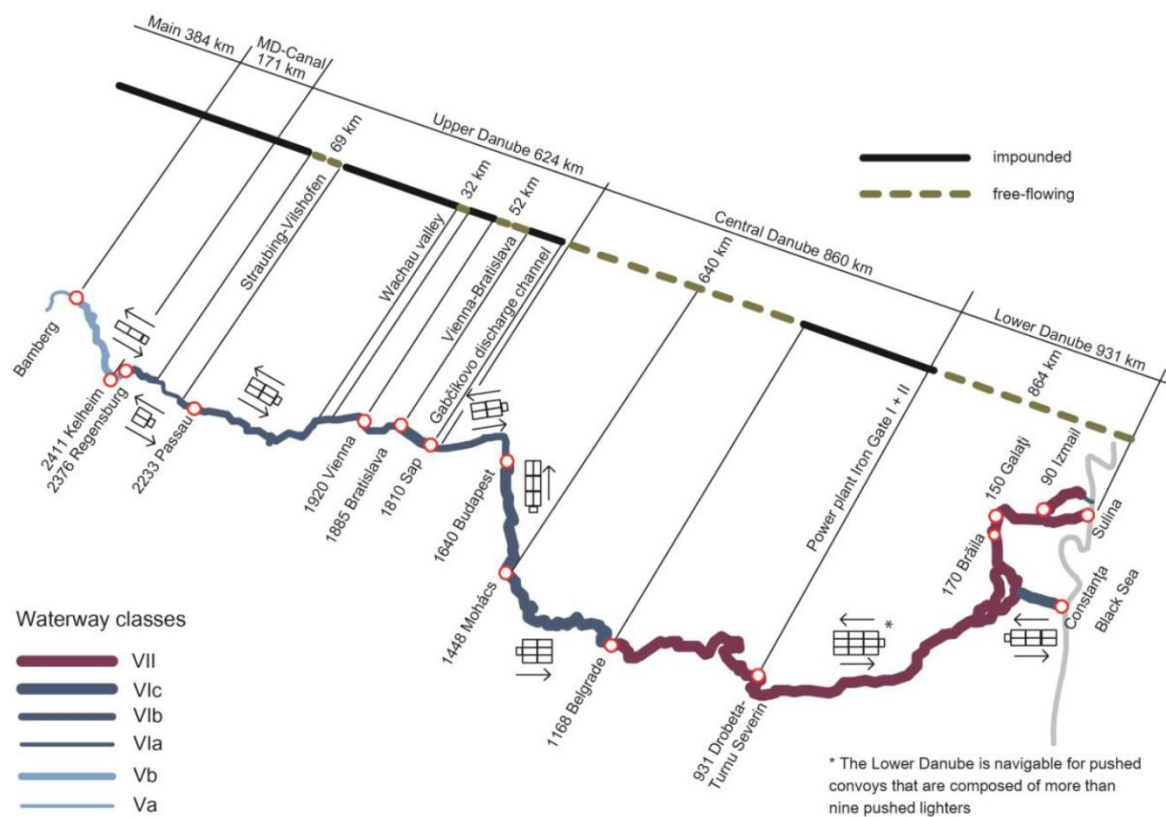 Main 384 km
MD-Canal
171 km
Upper Danube 624 km
Central Danube 860 km
Lower Danube 931 km
impounded
free-flowing
69 km
32 km
52 km
640 km
864 km
Straubing-Vilshofen
Wachau valley
Vienna-Bratislava
Gabčíkovo discharge channel
Power plant Iron Gate I + II
Bamberg
2411 Kelheim
2376 Regensburg
2233 Passau
1920 Vienna
1885 Bratislava
1810 Sap
1640 Budapest
1448 Mohács
1168 Belgrade
931 Drobeta-
Turnu Severin
170 Brăila
150 Galaţi
90 Izmail
Sulina
Constanţa
Black Sea
*
Waterway classes
VII
VIc
VIb
VIa
Vb
Va
* The Lower Danube is navigable for pushed
convoys that are composed of more than
nine pushed lighters